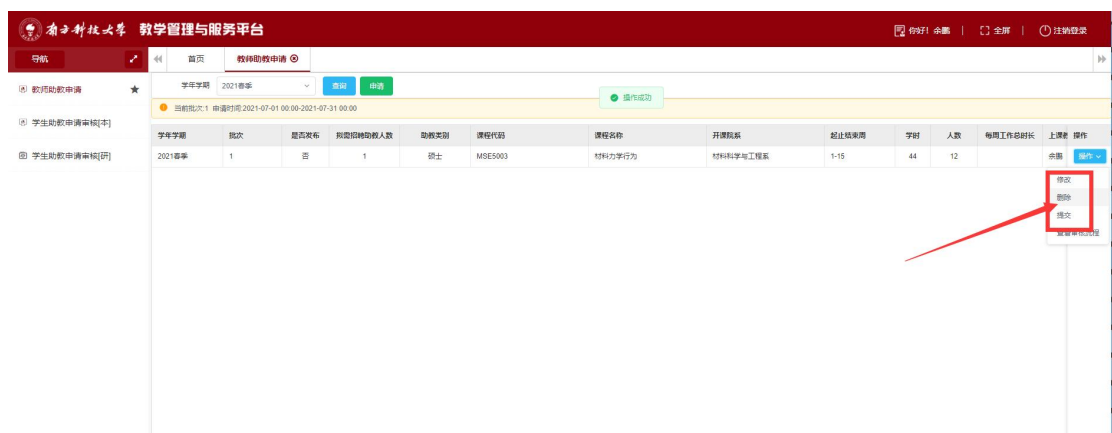 南方科技大学 教学管理与服务平台 你好! 余鹏 | 全屏 | 注销登录
导航 首页 教师助教申请
教师助教申请
学生助教申请审核[本]
学生助教申请审核[研]
学年学期 2021春季 查询 申请
操作成功
当前批次:1 申请时间:2021-07-01 00:00-2021-07-31 00:00
学年学期 批次 是否发布 拟需招聘助教人数 助教类别 课程代码 课程名称 开课院系 起止结束周 学时 人数 每周工作总时长 上课教 操作
2021春季 1 否 1 硕士 MSE5003 材料力学行为 材料科学与工程系 1-15 44 12 余鹏 操作
修改
删除
提交
查看审核流程